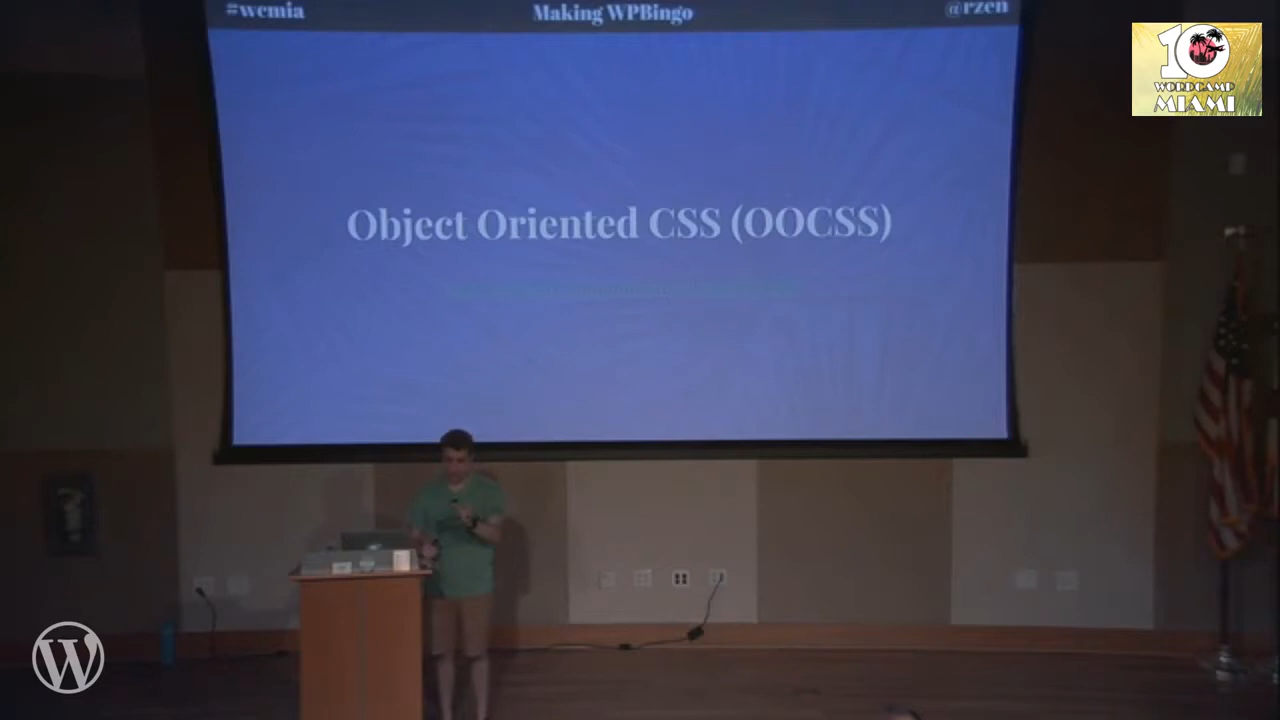 #wcmia
Making WPBingo
@rzen
Object Oriented CSS (OOCSS)
10
WORDCAMP
MIAMI